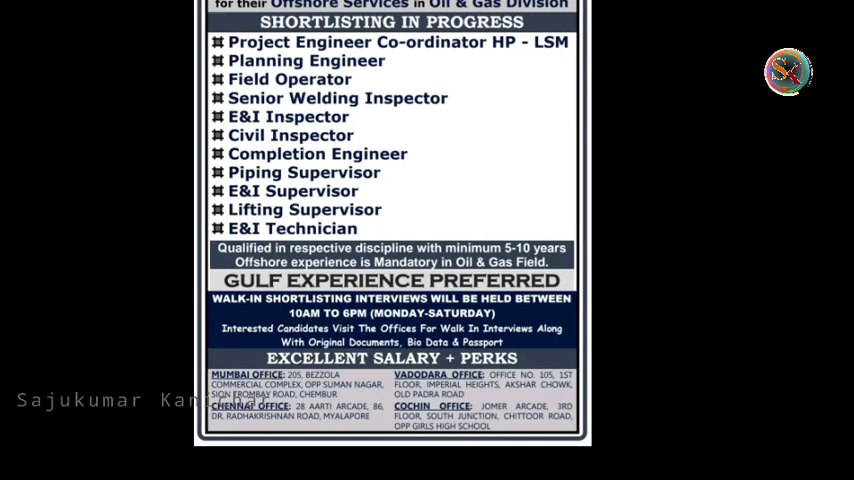 for their Offshore Services in Oil & Gas Division
SHORTLISTING IN PROGRESS
Project Engineer Co-ordinator HP - LSM
Planning Engineer
Field Operator
Senior Welding Inspector
E&I Inspector
Civil Inspector
Completion Engineer
Piping Supervisor
E&I Supervisor
Lifting Supervisor
E&I Technician
Qualified in respective discipline with minimum 5-10 years
Offshore experience is Mandatory in Oil & Gas Field.
GULF EXPERIENCE PREFERRED
WALK-IN SHORTLISTING INTERVIEWS WILL BE HELD BETWEEN
10AM TO 6PM (MONDAY-SATURDAY)
Interested Candidates Visit The Offices For Walk In Interviews Along
With Original Documents, Bio Data & Passport
EXCELLENT SALARY + PERKS
MUMBAI OFFICE: 205, BEZZOLA
COMMERCIAL COMPLEX, OPP SUMAN NAGAR,
SION TROMBAY ROAD, CHEMBUR
CHENNAI OFFICE: 28 AARTI ARCADE, 86,
DR. RADHAKRISHNAN ROAD, MYALAPORE
VADODARA OFFICE: OFFICE NO. 105, 1ST
FLOOR, IMPERIAL HEIGHTS, AKSHAR CHOWK,
OLD PADRA ROAD
COCHIN OFFICE: JOMER ARCADE, 3RD
FLOOR, SOUTH JUNCTION, CHITTOOR ROAD,
OPP GIRLS HIGH SCHOOL
Sajukumar